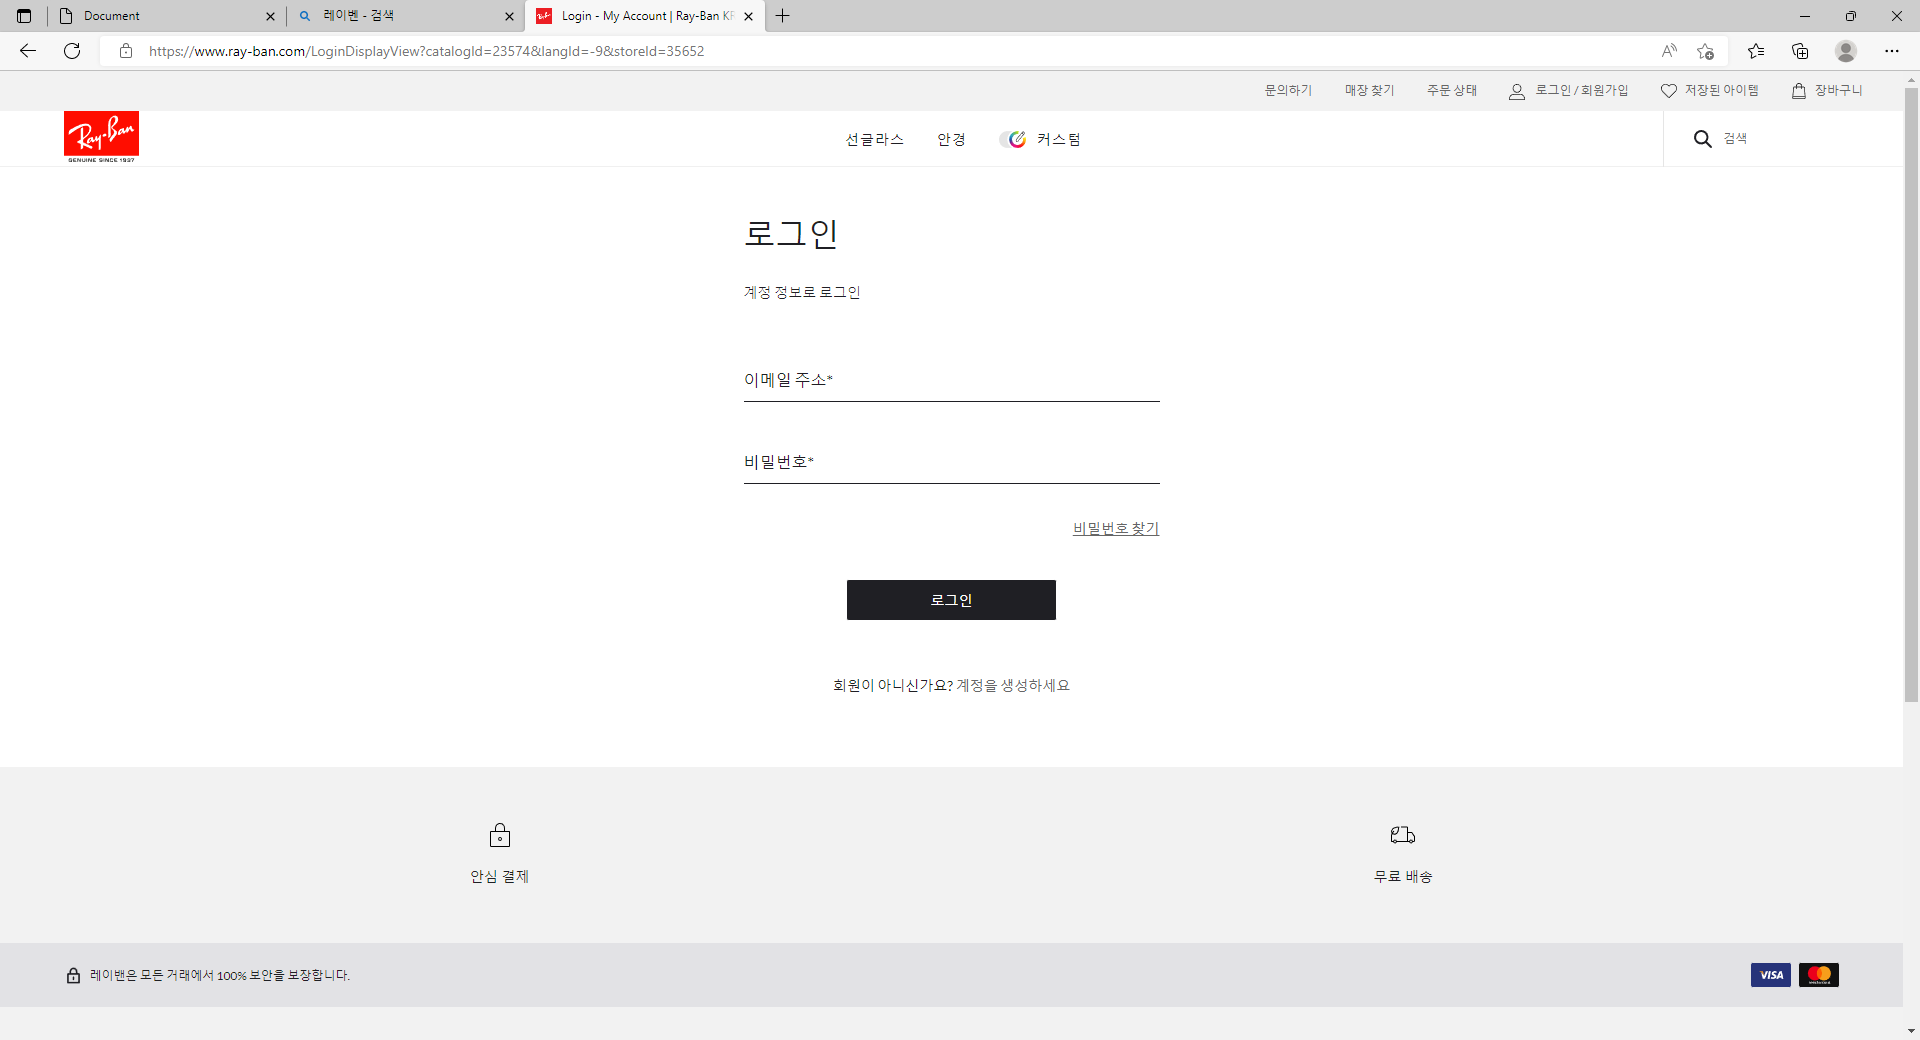 Document
레이벤 - 검색
Login - My Account | Ray-Ban KR
https://www.ray-ban.com/LoginDisplayView?catalogId=23574&langId=-9&storeId=35652
문의하기
매장 찾기
주문 상태
로그인 / 회원가입
저장된 아이템
장바구니
Ray-Ban
GENUINE SINCE 1937
선글라스
안경
커스텀
검색
로그인
계정 정보로 로그인
이메일 주소*
비밀번호*
비밀번호 찾기
로그인
회원이 아니신가요? 계정을 생성하세요
안심 결제
무료 배송
레이밴은 모든 거래에서 100% 보안을 보장합니다.
VISA